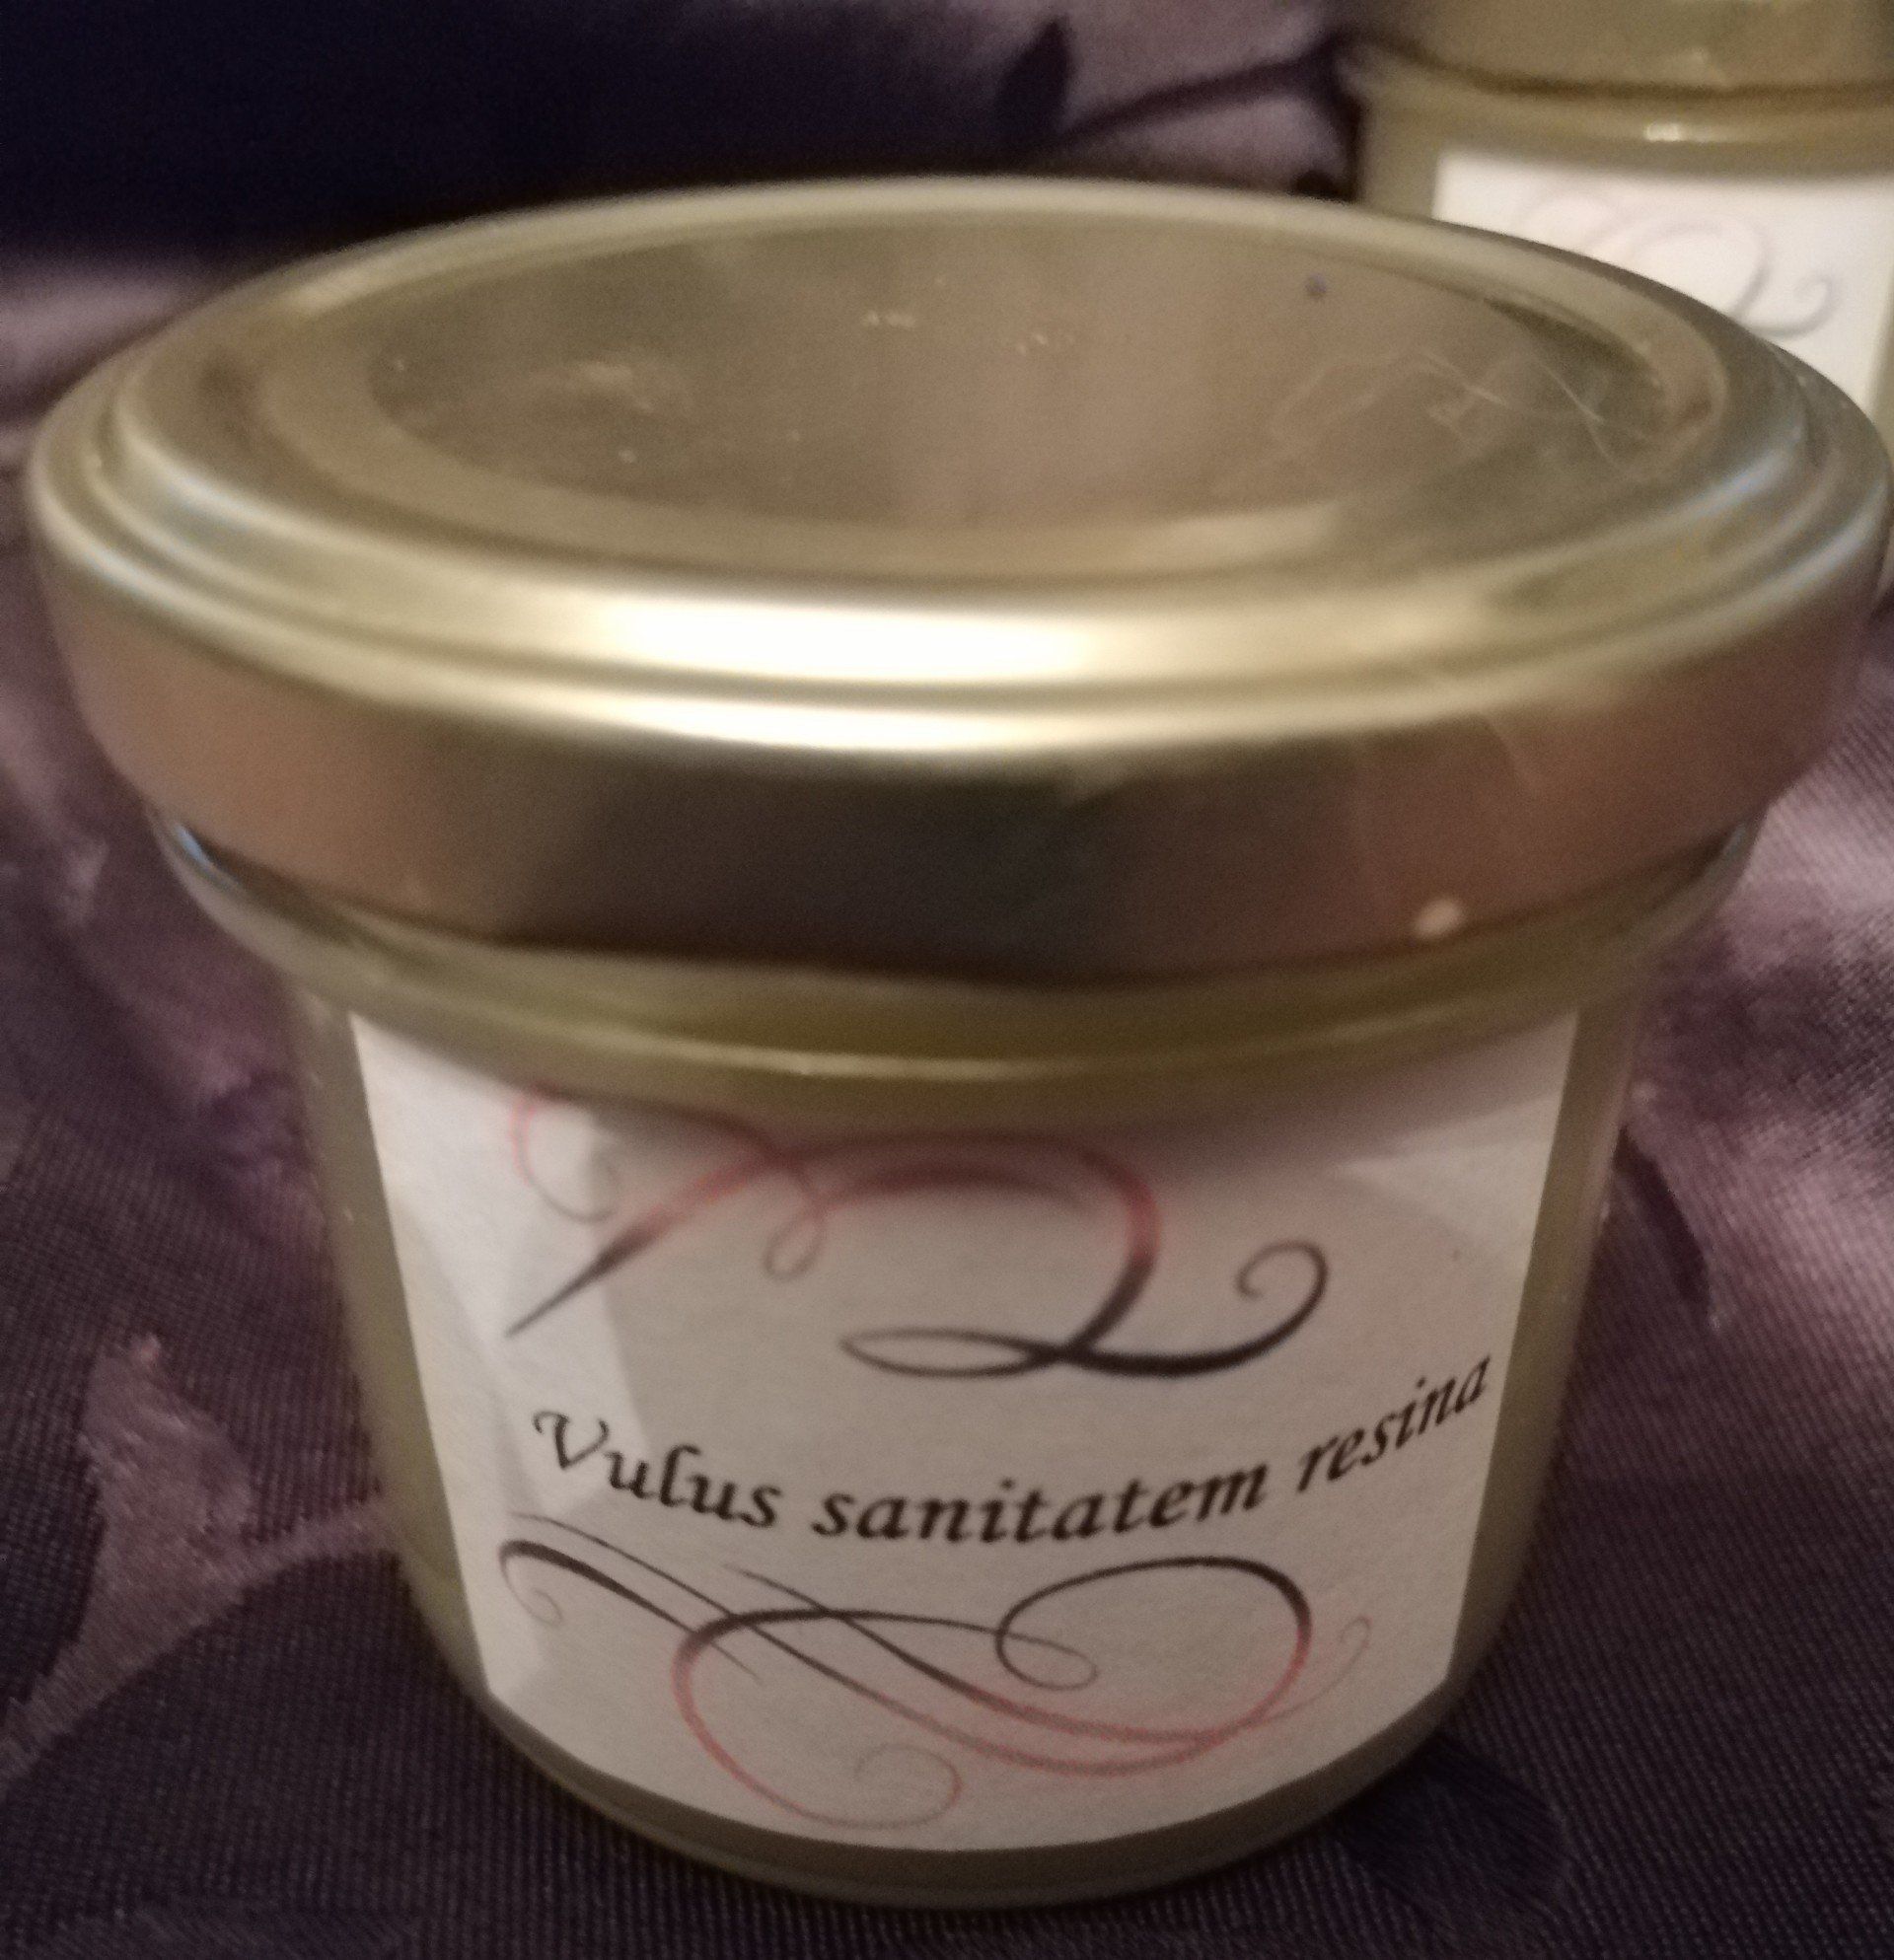 Vulus sanitatem resina